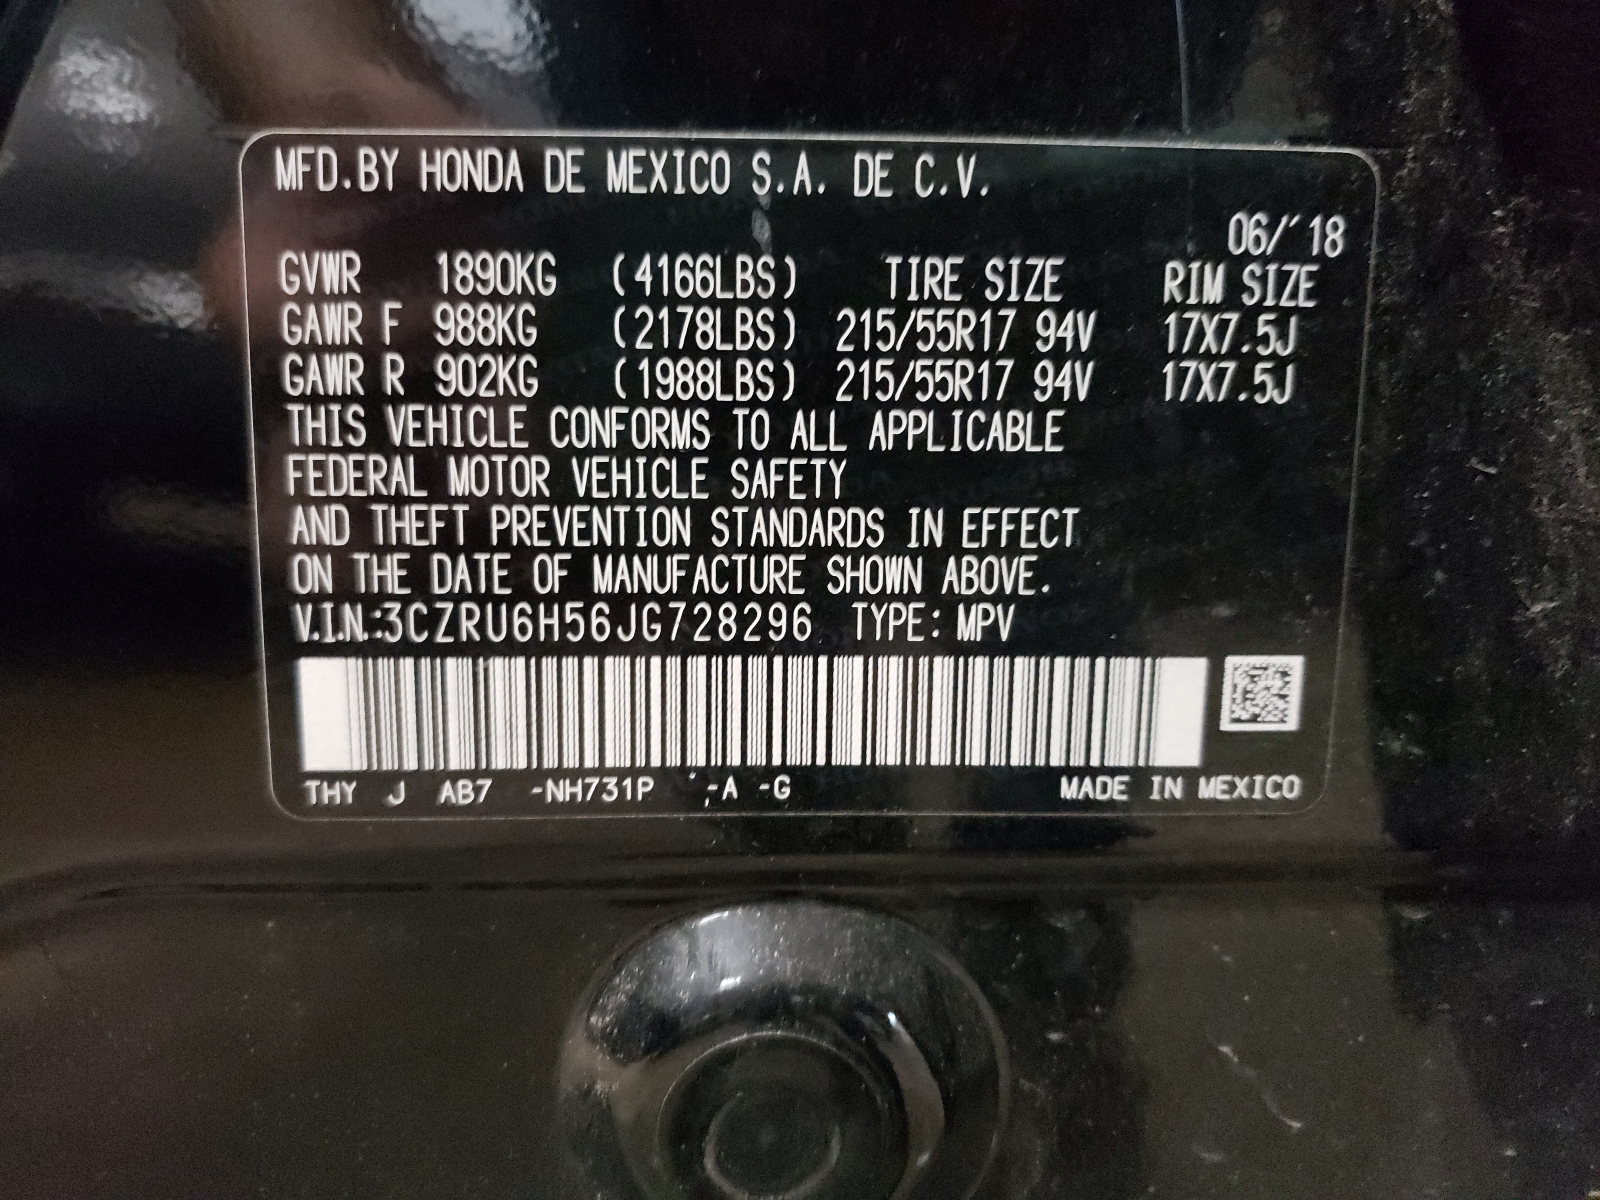 MFD.BY HONDA DE MEXICO S.A. DE C.V.
06/'18
GVWR 1890KG (4166LBS) TIRE SIZE RIM SIZE
GAWR F 988KG (2178LBS) 215/55R17 94V 17X7.5J
GAWR R 902KG (1988LBS) 215/55R17 94V 17X7.5J
THIS VEHICLE CONFORMS TO ALL APPLICABLE
FEDERAL MOTOR VEHICLE SAFETY
AND THEFT PREVENTION STANDARDS IN EFFECT
ON THE DATE OF MANUFACTURE SHOWN ABOVE.
V.I.N.:3CZRU6H56JG728296 TYPE: MPV
THY J AB7 -NH731P -A -G MADE IN MEXICO